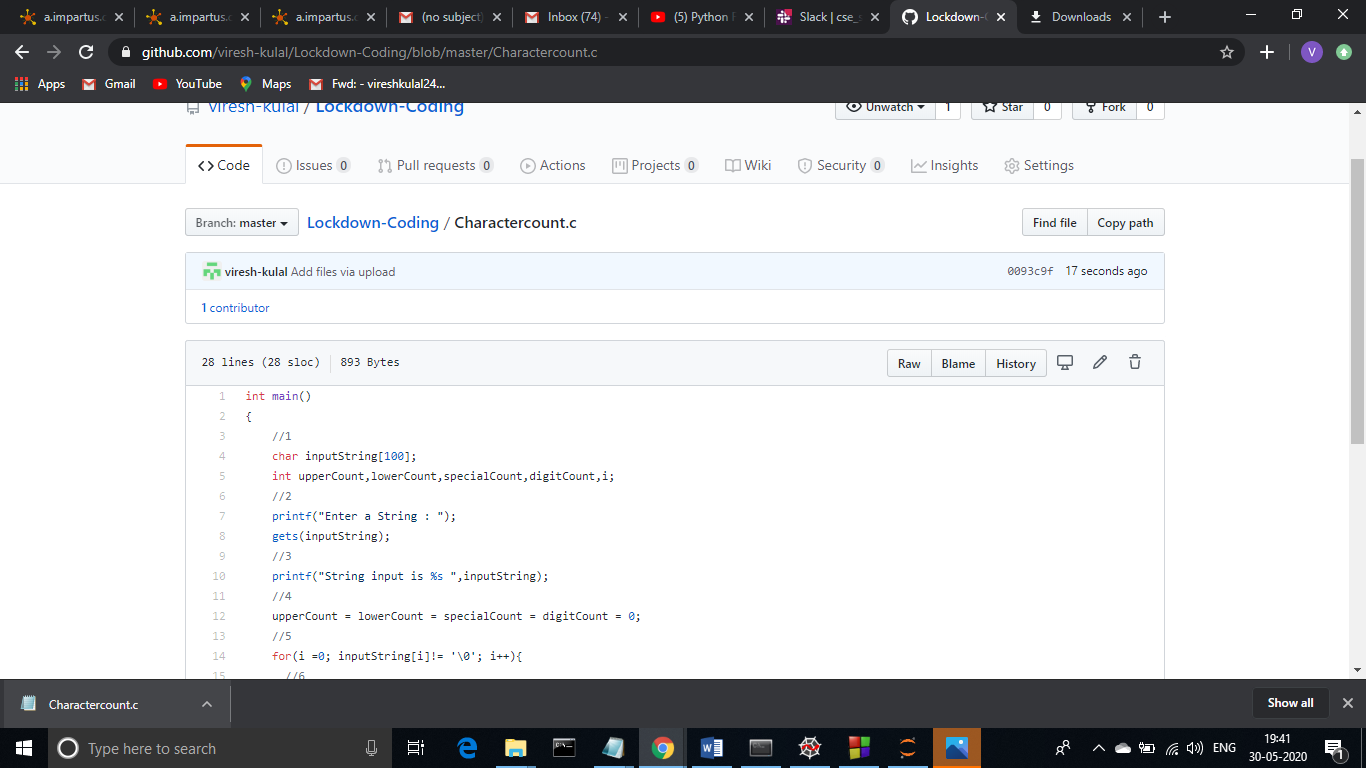 a.impartus.c a.impartus.c a.impartus.c (no subject) Inbox (74) - (5) Python F Slack | cse_s Lockdown-C Downloads
github.com/viresh-kulal/Lockdown-Coding/blob/master/Charactercount.c V
Apps Gmail YouTube Maps Fwd: - vireshkulal24...
viresh-kulal / Lockdown-Coding Unwatch 1 Star 0 Fork 0
Code Issues 0 Pull requests 0 Actions Projects 0 Wiki Security 0 Insights Settings
Branch: master Lockdown-Coding / Charactercount.c Find file Copy path
viresh-kulal Add files via upload 0093c9f 17 seconds ago
1 contributor
28 lines (28 sloc) 893 Bytes Raw Blame History
1 int main()
2 {
3 //1
4 char inputString[100];
5 int upperCount,lowerCount,specialCount,digitCount,i;
6 //2
7 printf("Enter a String : ");
8 gets(inputString);
9 //3
10 printf("String input is %s ",inputString);
11 //4
12 upperCount = lowerCount = specialCount = digitCount = 0;
13 //5
14 for(i =0; inputString[i]!= '\0'; i++){
15 //6
Charactercount.c Show all
Type here to search ENG 19:41
30-05-2020 1